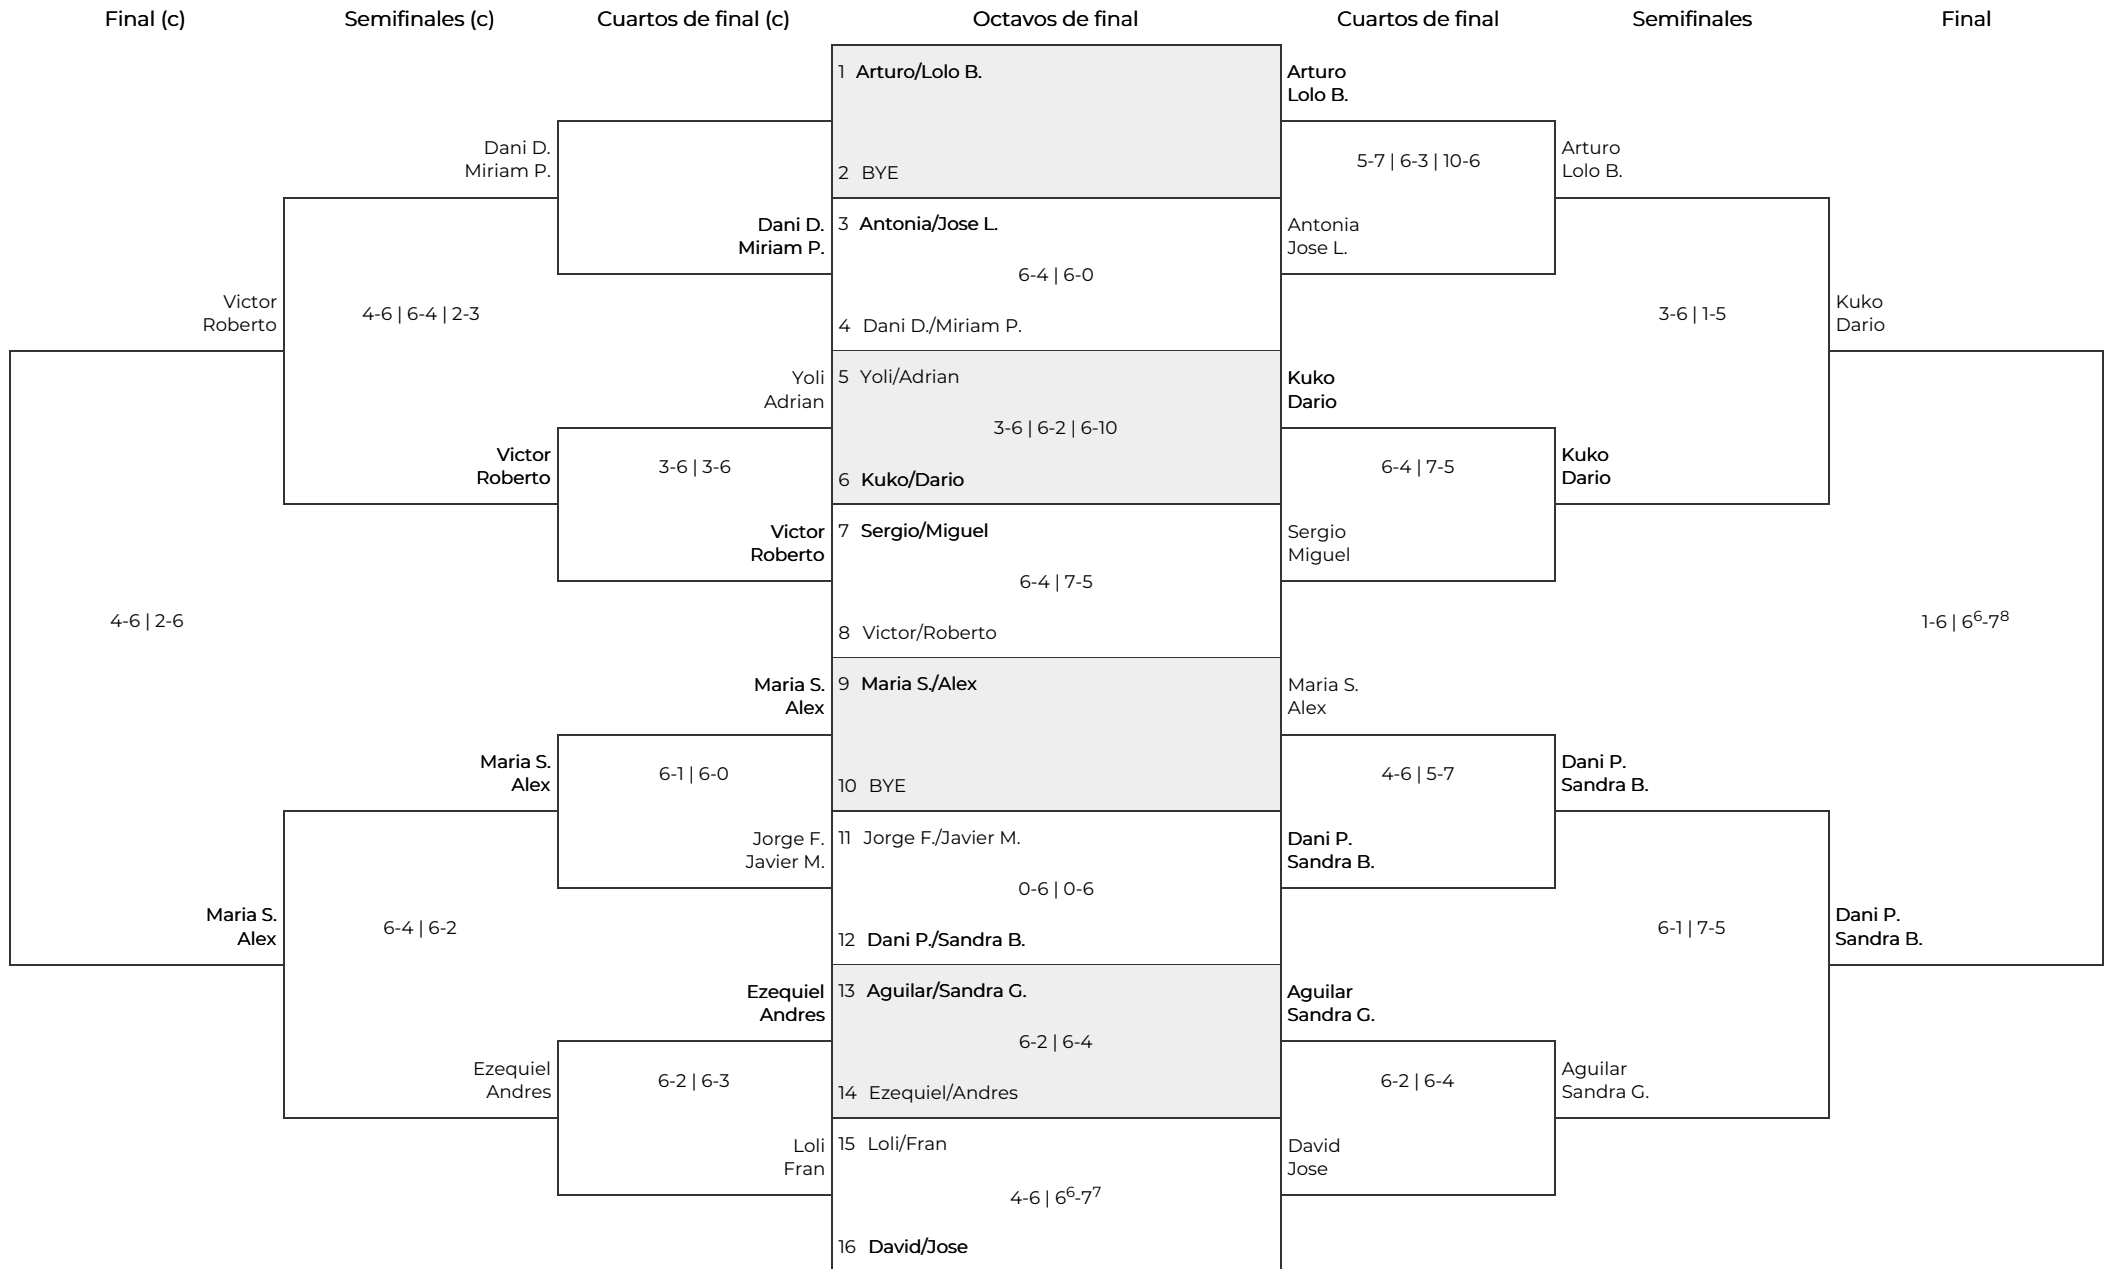 Final (c)
Semifinales (c)
Cuartos de final (c)
Octavos de final
Cuartos de final
Semifinales
Final
Victor
Roberto
4-6 | 2-6
Maria S.
Alex
Dani D.
Miriam P.
4-6 | 6-4 | 2-3
Victor
Roberto
Maria S.
Alex
6-4 | 6-2
Ezequiel
Andres
Dani D.
Miriam P.
Yoli
Adrian
3-6 | 3-6
Victor
Roberto
Maria S.
Alex
6-1 | 6-0
Jorge F.
Javier M.
Ezequiel
Andres
6-2 | 6-3
Loli
Fran
1 Arturo/Lolo B.
2 BYE
3 Antonia/Jose L.
6-4 | 6-0
4 Dani D./Miriam P.
5 Yoli/Adrian
3-6 | 6-2 | 6-10
6 Kuko/Dario
7 Sergio/Miguel
6-4 | 7-5
8 Victor/Roberto
9 Maria S./Alex
10 BYE
11 Jorge F./Javier M.
0-6 | 0-6
12 Dani P./Sandra B.
13 Aguilar/Sandra G.
6-2 | 6-4
14 Ezequiel/Andres
15 Loli/Fran
4-6 | 6⁶-7⁷
16 David/Jose
Arturo
Lolo B.
5-7 | 6-3 | 10-6
Antonia
Jose L.
Kuko
Dario
6-4 | 7-5
Sergio
Miguel
Maria S.
Alex
4-6 | 5-7
Dani P.
Sandra B.
Aguilar
Sandra G.
6-2 | 6-4
David
Jose
Arturo
Lolo B.
3-6 | 1-5
Kuko
Dario
Dani P.
Sandra B.
6-1 | 7-5
Aguilar
Sandra G.
Kuko
Dario
1-6 | 6⁶-7⁸
Dani P.
Sandra B.